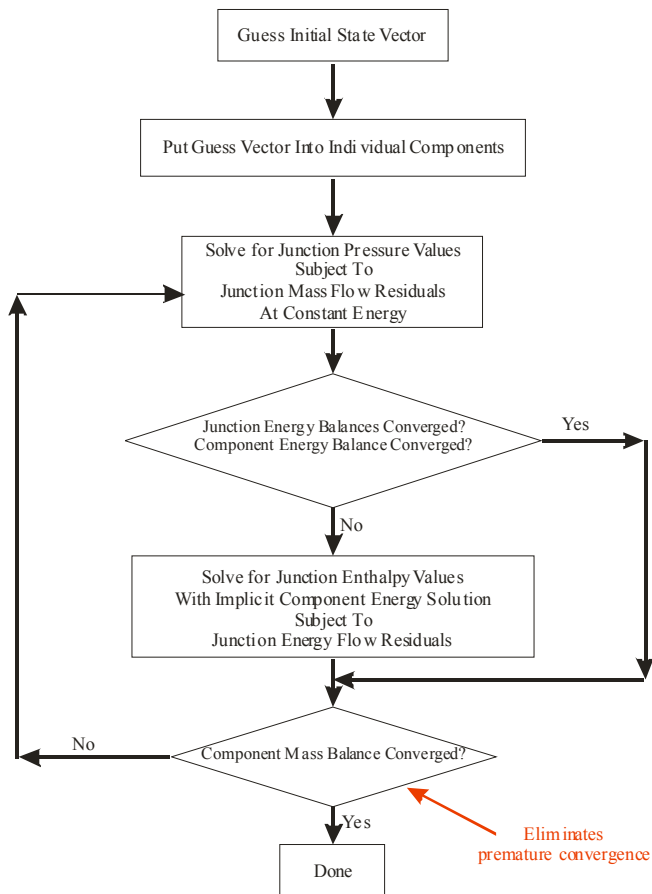 Guess Initial State Vector
Put Guess Vector Into Individual Components
Solve for Junction Pressure Values
Subject To
Junction Mass Flow Residuals
At Constant Energy
Junction Energy Balances Converged?
Component Energy Balance Converged?
Yes
No
Solve for Junction Enthalpy Values
With Implicit Component Energy Solution
Subject To
Junction Energy Flow Residuals
No
Component Mass Balance Converged?
Yes
Eliminates
premature convergence
Done